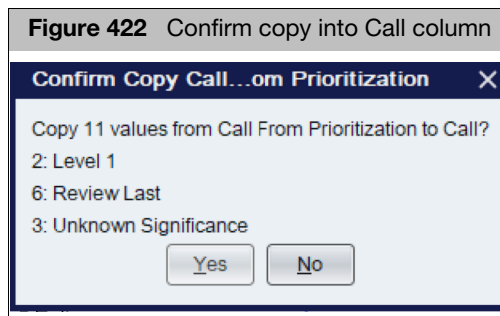 Figure 422 Confirm copy into Call column
Confirm Copy Call...om Prioritization X
Copy 11 values from Call From Prioritization to Call?
2: Level 1
6: Review Last
3: Unknown Significance
Yes No